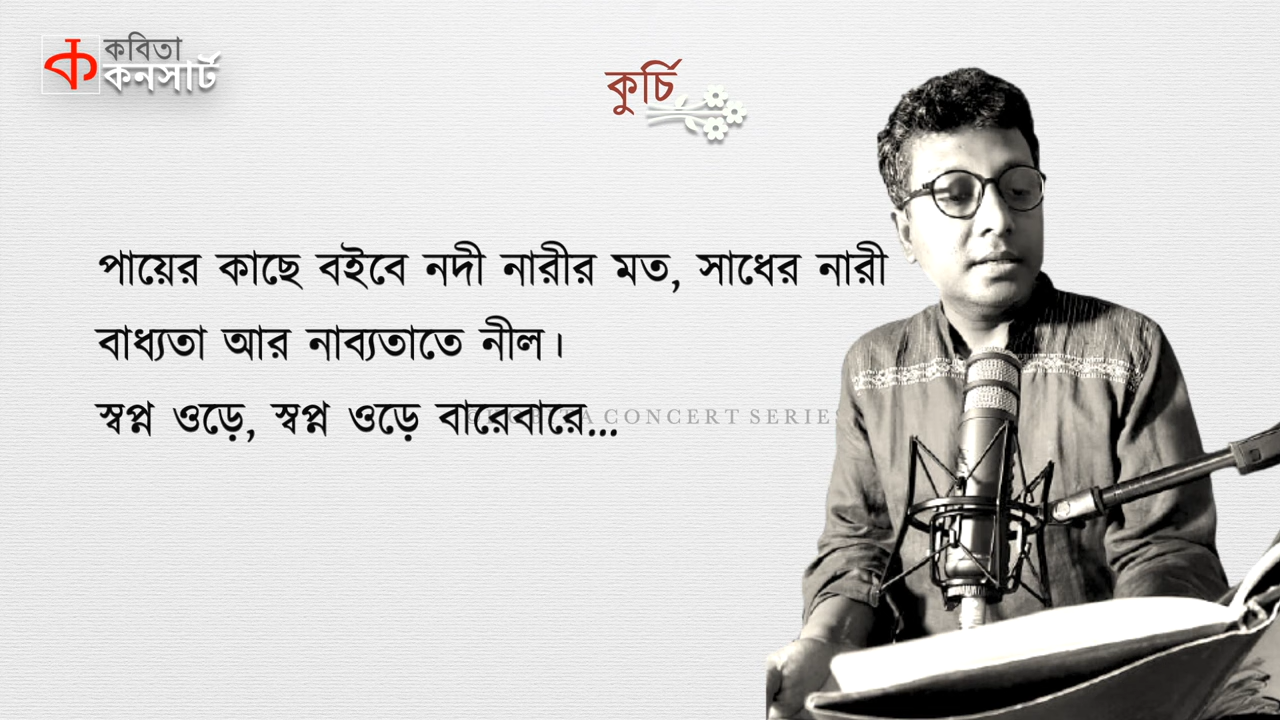 কবিতা
কনসার্ট
কুর্চি
পায়ের কাছে বইবে নদী নারীর মত, সাধের নারী
বাধ্যতা আর নাব্যতাতে নীল।
স্বপ্ন ওড়ে, স্বপ্ন ওড়ে বারেবারে...
CONCERT SERIES